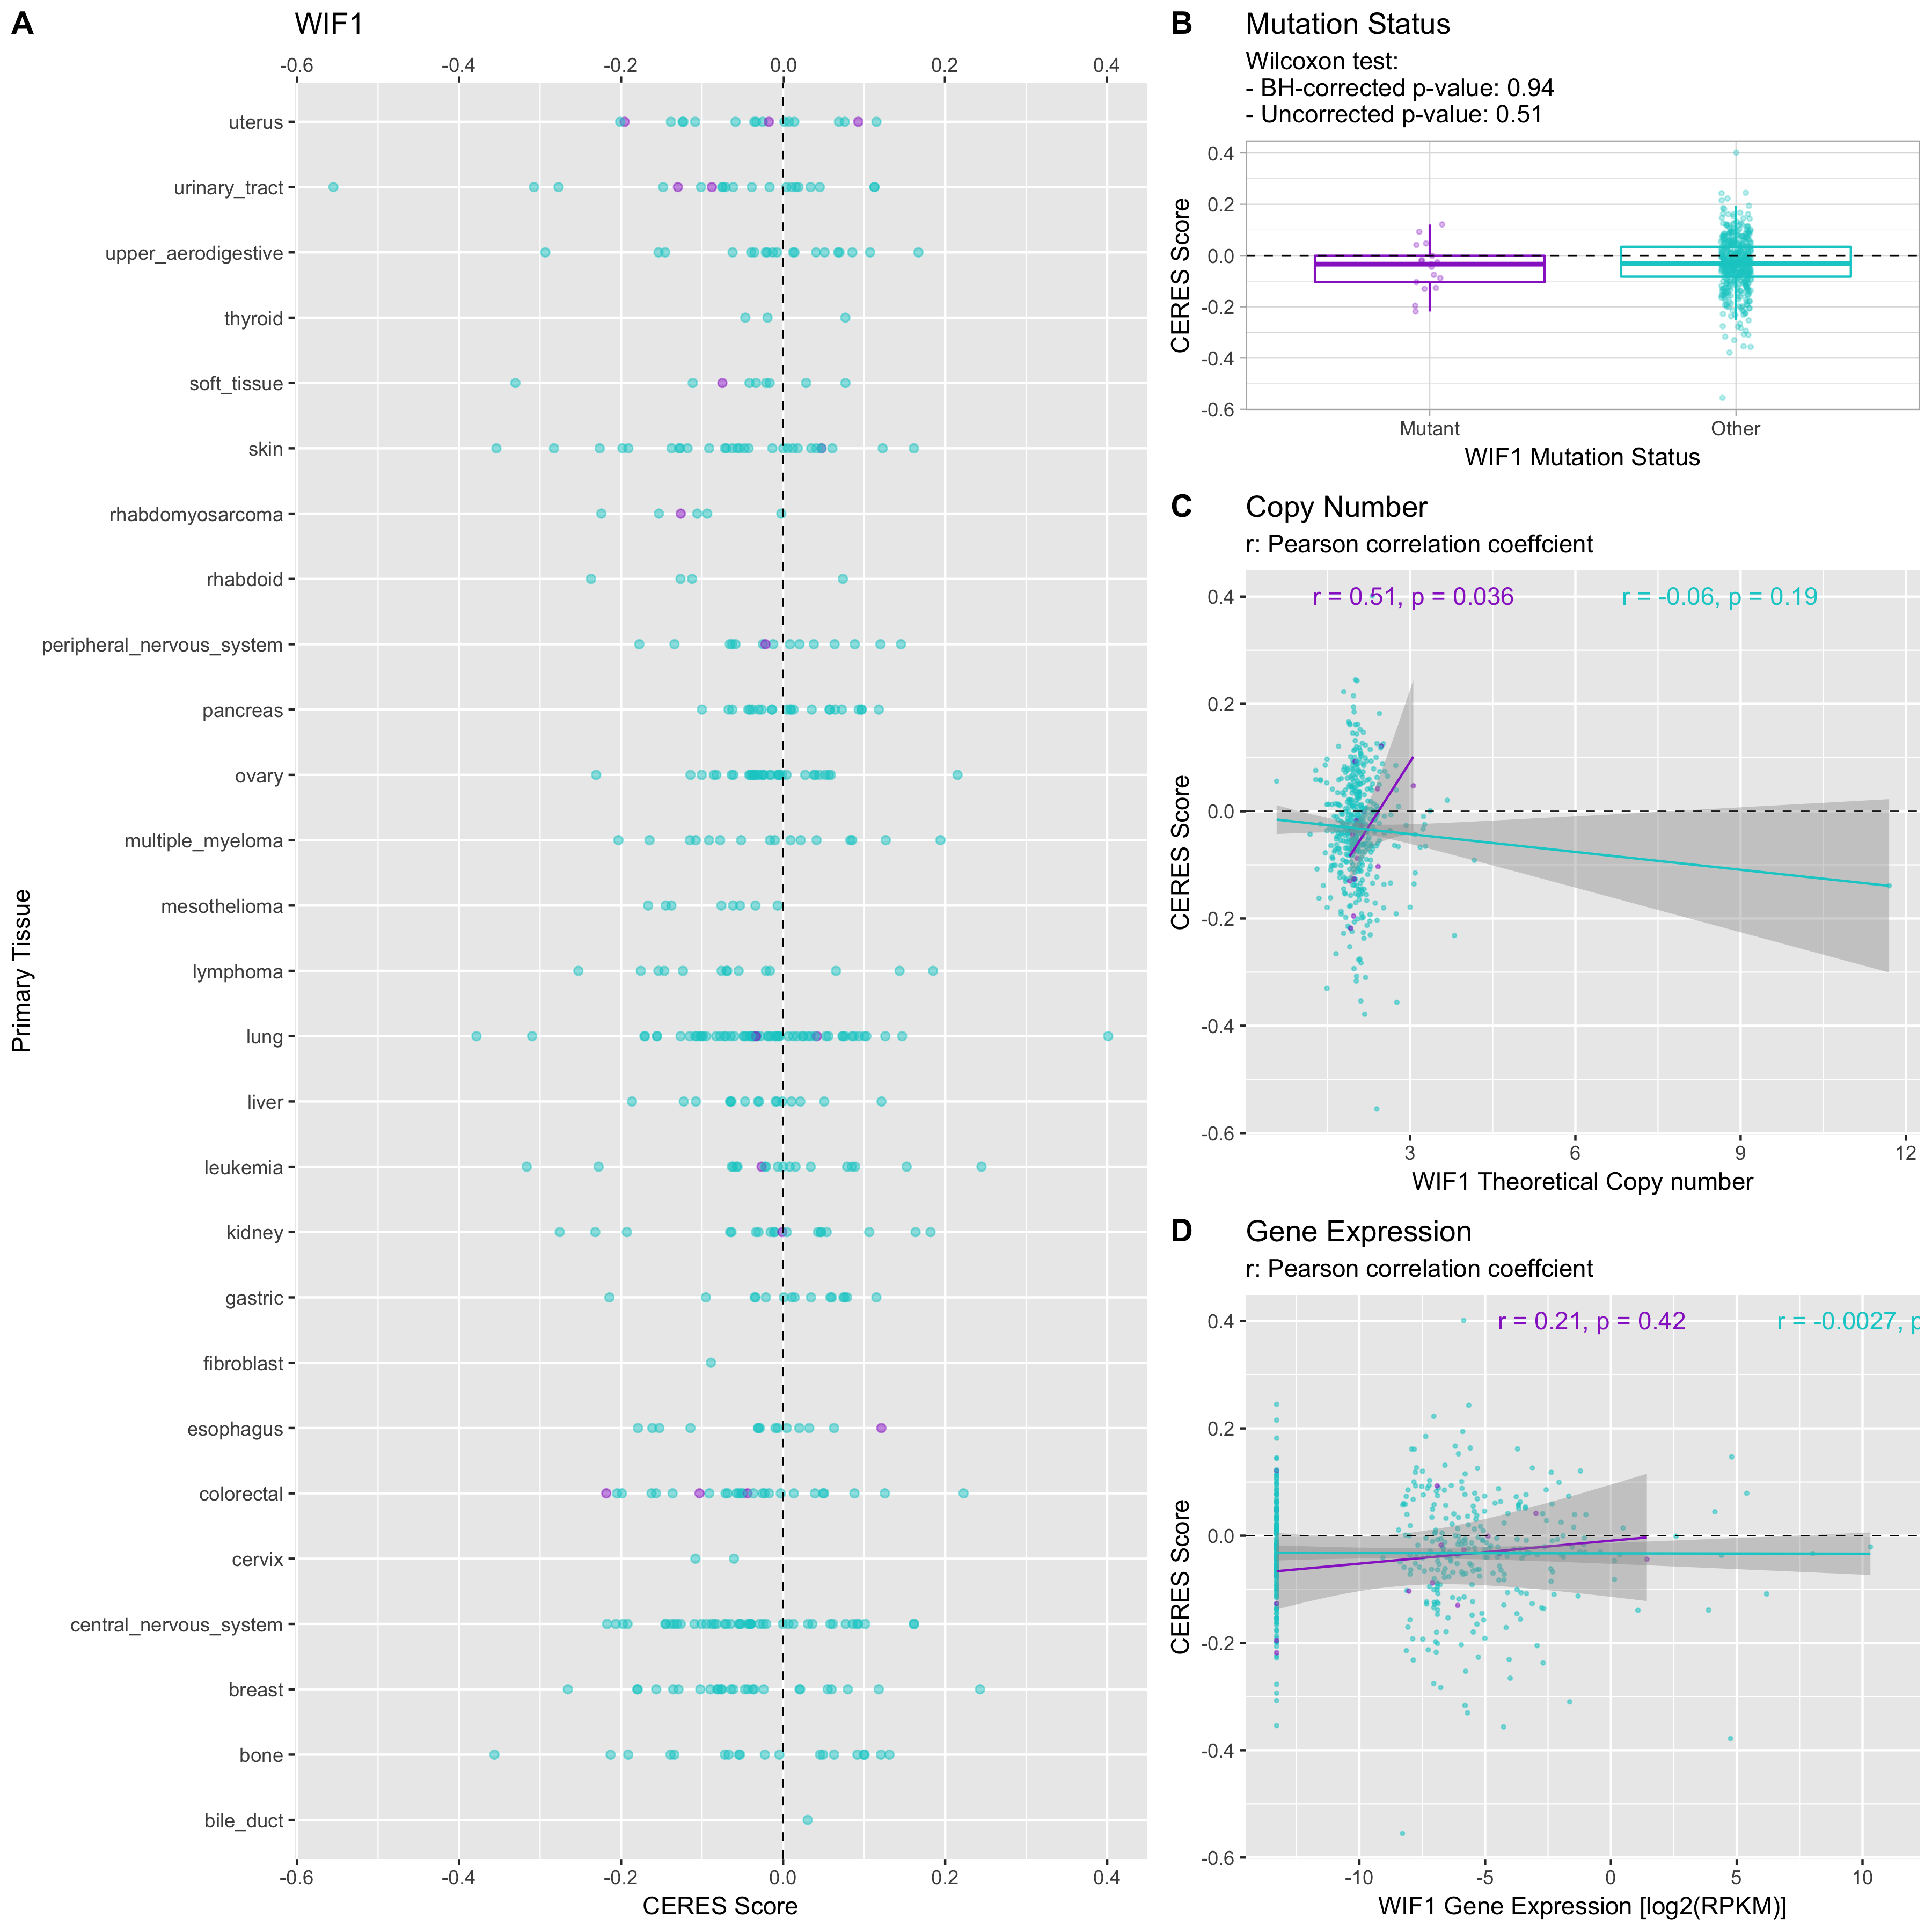 A
WIF1
-0.6 -0.4 -0.2 0.0 0.2 0.4
uterus
urinary_tract
upper_aerodigestive
thyroid
soft_tissue
skin
rhabdomyosarcoma
rhabdoid
peripheral_nervous_system
pancreas
ovary
multiple_myeloma
mesothelioma
lymphoma
lung
liver
leukemia
kidney
gastric
fibroblast
esophagus
colorectal
cervix
central_nervous_system
breast
bone
bile_duct
Primary Tissue
-0.6 -0.4 -0.2 0.0 0.2 0.4
CERES Score
B
Mutation Status
Wilcoxon test:
- BH-corrected p-value: 0.94
- Uncorrected p-value: 0.51
0.4
0.2
0.0
-0.2
-0.4
-0.6
CERES Score
Mutant Other
WIF1 Mutation Status
C
Copy Number
r: Pearson correlation coeffcient
r = 0.51, p = 0.036 r = -0.06, p = 0.19
0.4
0.2
0.0
-0.2
-0.4
-0.6
CERES Score
3 6 9 12
WIF1 Theoretical Copy number
D
Gene Expression
r: Pearson correlation coeffcient
r = 0.21, p = 0.42 r = -0.0027, p
0.4
0.2
0.0
-0.2
-0.4
-0.6
CERES Score
-10 -5 0 5 10
WIF1 Gene Expression [log2(RPKM)]